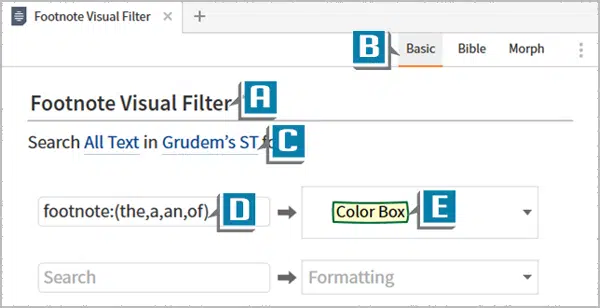 Footnote Visual Filter × +
B Basic Bible Morph
Footnote Visual Filter A
Search All Text in Grudem's ST C
footnote:(the,a,an,of) D Color Box E
Search Formatting